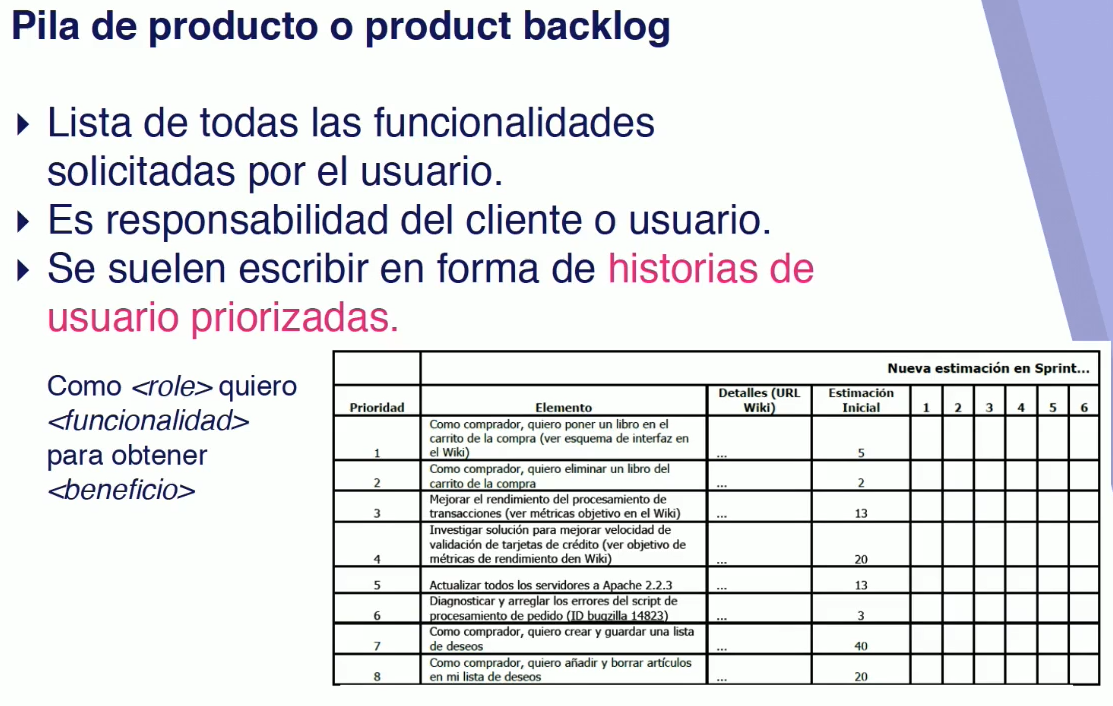 Pila de producto o product backlog
Lista de todas las funcionalidades
solicitadas por el usuario.
Es responsabilidad del cliente o usuario.
Se suelen escribir en forma de historias de
usuario priorizadas.
Como <role> quiero
<funcionalidad>
para obtener
<beneficio>
Nueva estimación en Sprint...
Prioridad Elemento Detalles (URL Wiki) Estimación Inicial 1 2 3 4 5 6
Como comprador, quiero poner un libro en el
carrito de la compra (ver esquema de interfaz en
1 el Wiki) ... 5
Como comprador, quiero eliminar un libro del
2 carrito de la compra ... 2
Mejorar el rendimiento del procesamiento de
3 transacciones (ver métricas objetivo en el Wiki) ... 13
Investigar solución para mejorar velocidad de
validación de tarjetas de crédito (ver objetivo de
4 métricas de rendimiento den Wiki) ... 20
5 Actualizar todos los servidores a Apache 2.2.3 ... 13
Diagnosticar y arreglar los errores del script de
6 procesamiento de pedido (ID bugzilla 14823) ... 3
Como comprador, quiero crear y guardar una lista
7 de deseos ... 40
Como comprador, quiero añadir y borrar artículos
8 en mi lista de deseos ... 20